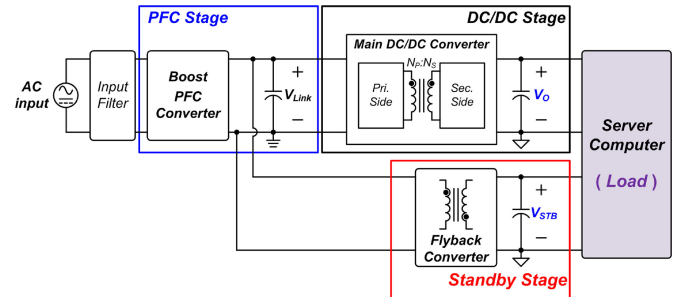 PFC Stage
DC/DC Stage
AC
input
Input
Filter
Boost
PFC
Converter
+
VLink
−
Main DC/DC Converter
NP:NS
Pri.
Side
Sec.
Side
+
VO
−
Server
Computer
( Load )
Flyback
Converter
+
VSTB
−
Standby Stage